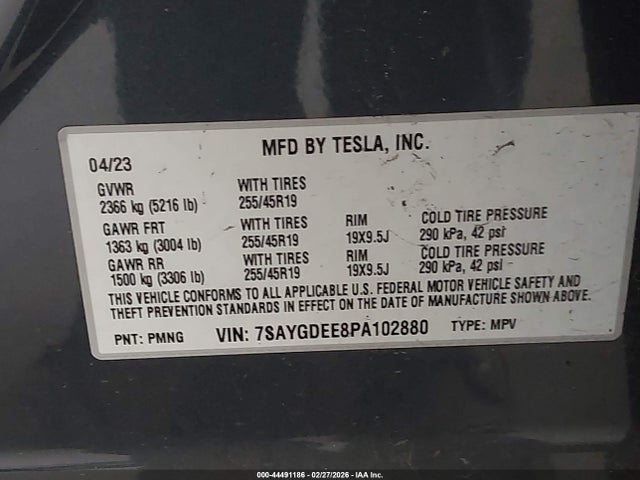 MFD BY TESLA, INC.
04/23
GVWR WITH TIRES
2366 kg (5216 lb) 255/45R19
GAWR FRT WITH TIRES RIM COLD TIRE PRESSURE
1363 kg (3004 lb) 255/45R19 19X9.5J 290 kPa, 42 psi
GAWR RR WITH TIRES RIM COLD TIRE PRESSURE
1500 kg (3306 lb) 255/45R19 19X9.5J 290 kPa, 42 psi
THIS VEHICLE CONFORMS TO ALL APPLICABLE U.S. FEDERAL MOTOR VEHICLE SAFETY AND
THEFT PREVENTION STANDARDS IN EFFECT ON THE DATE OF MANUFACTURE SHOWN ABOVE.
PNT: PMNG VIN: 7SAYGDEE8PA102880 TYPE: MPV
000-44491186 - 02/27/2026 - IAA Inc.